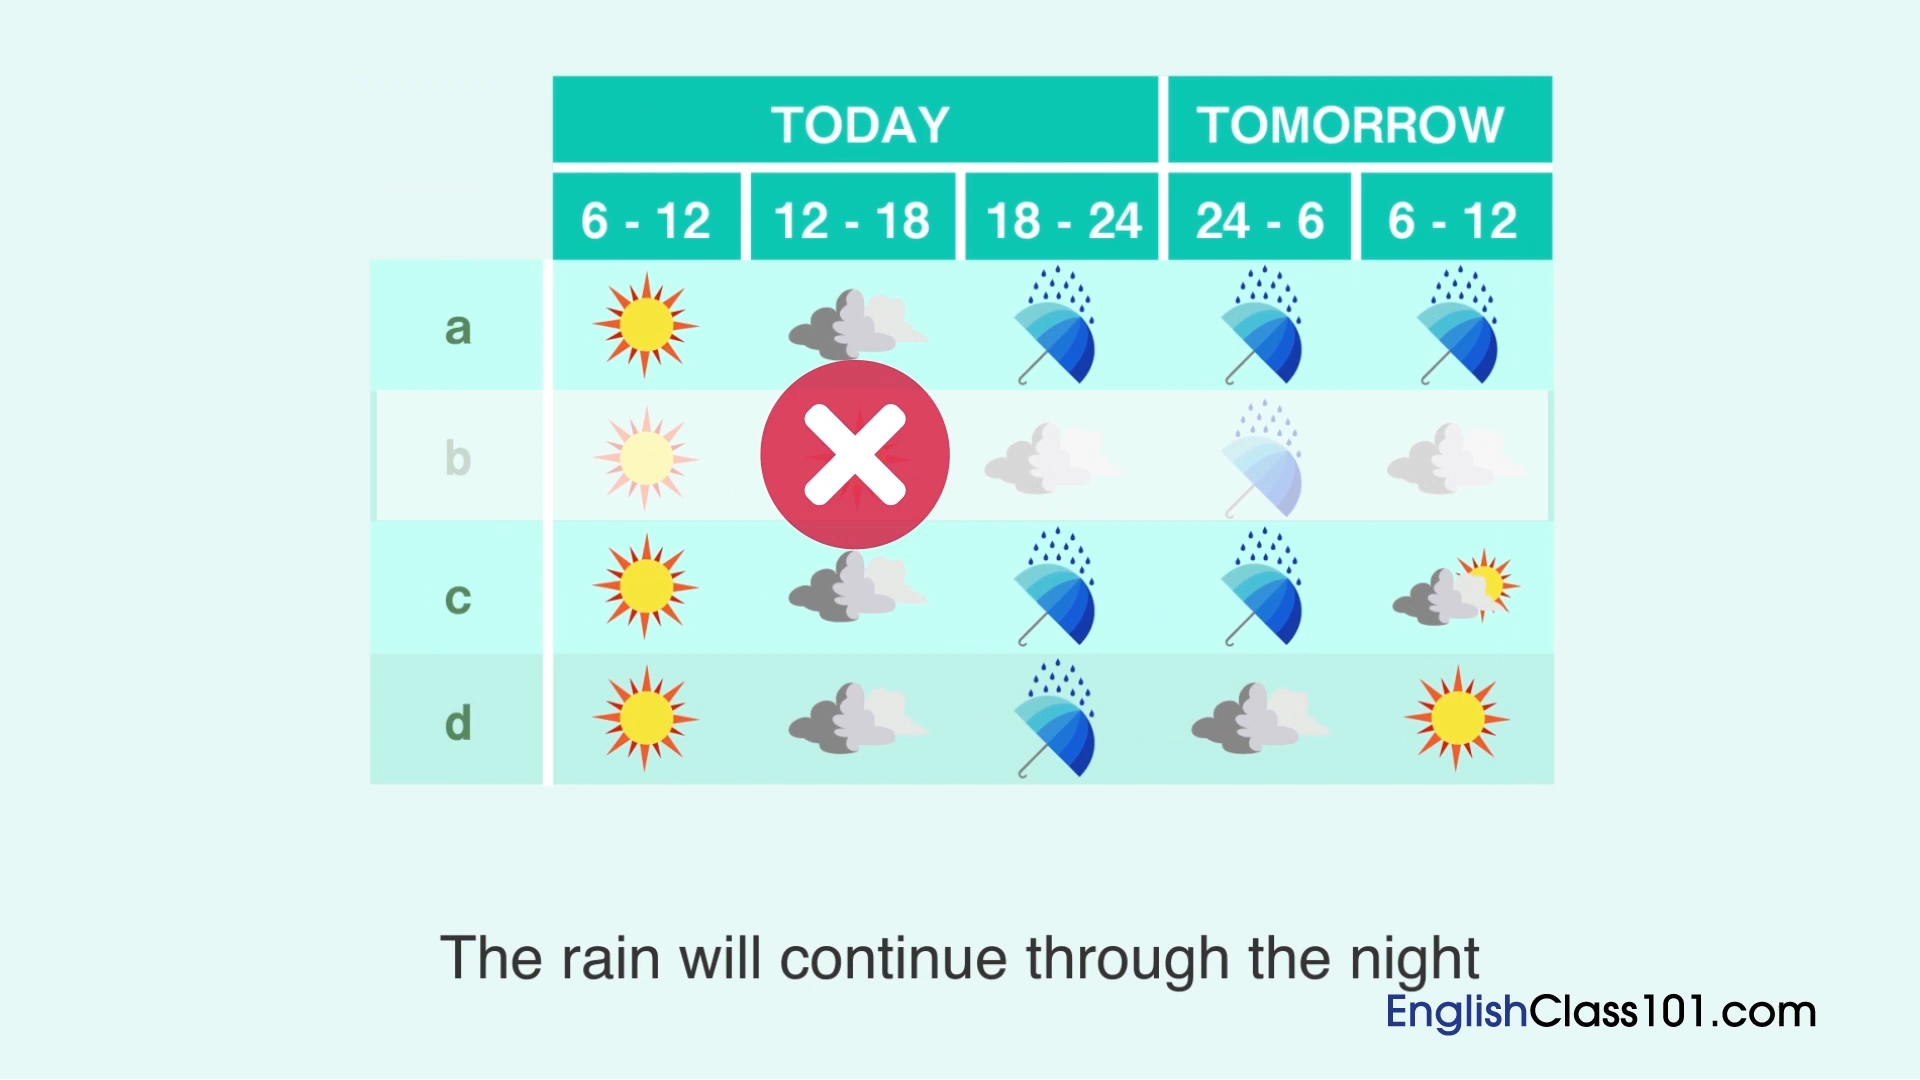 TODAY TOMORROW
6 - 12 12 - 18 18 - 24 24 - 6 6 - 12
a
b
c
d
The rain will continue through the night
EnglishClass101.com